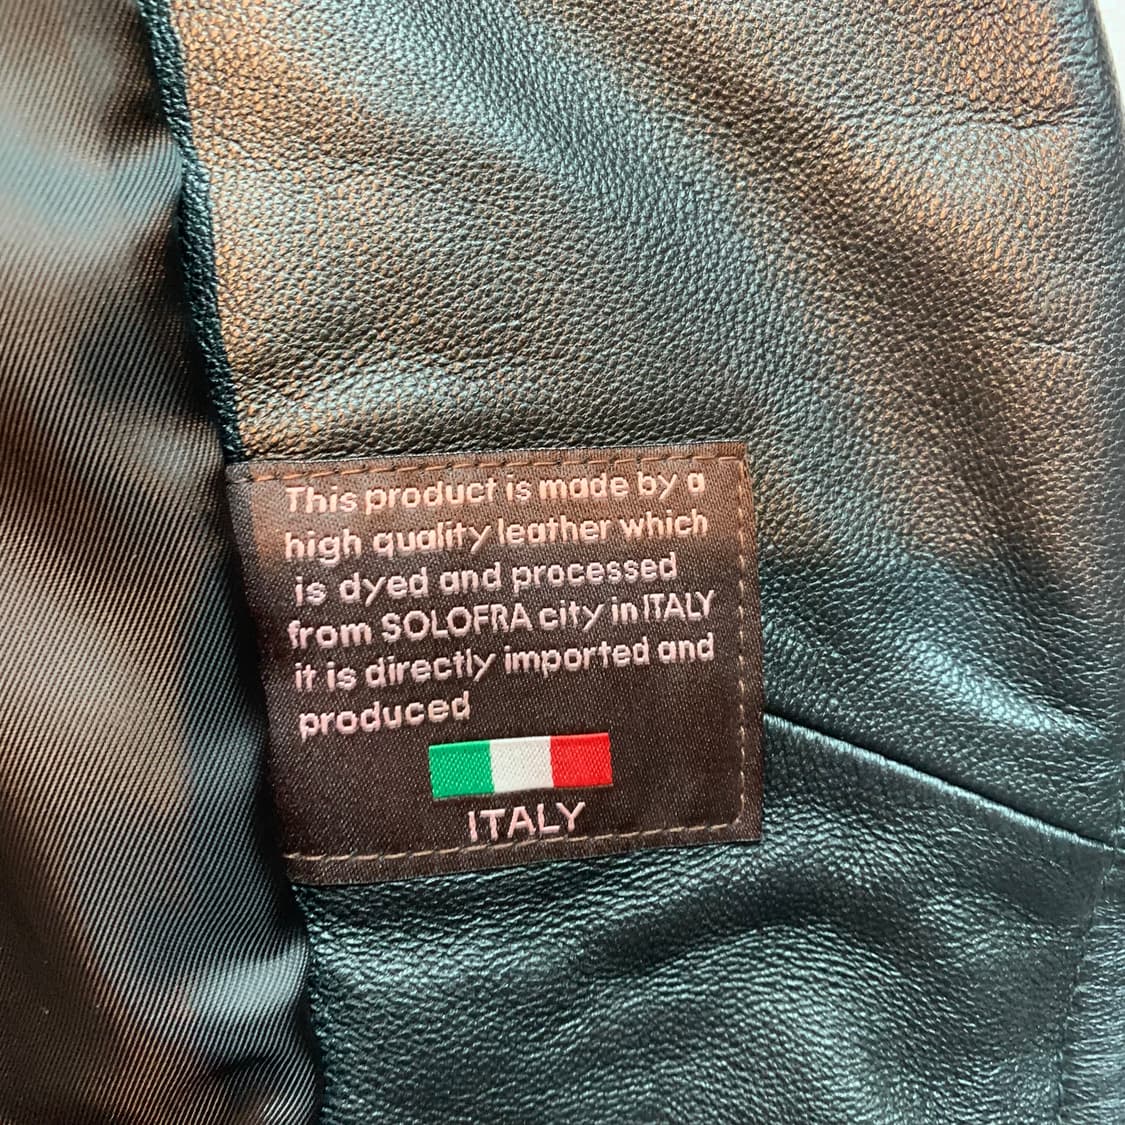 This product is made by a
high quality leather which
is dyed and processed
from SOLOFRA city in ITALY
it is directly imported and
produced
ITALY